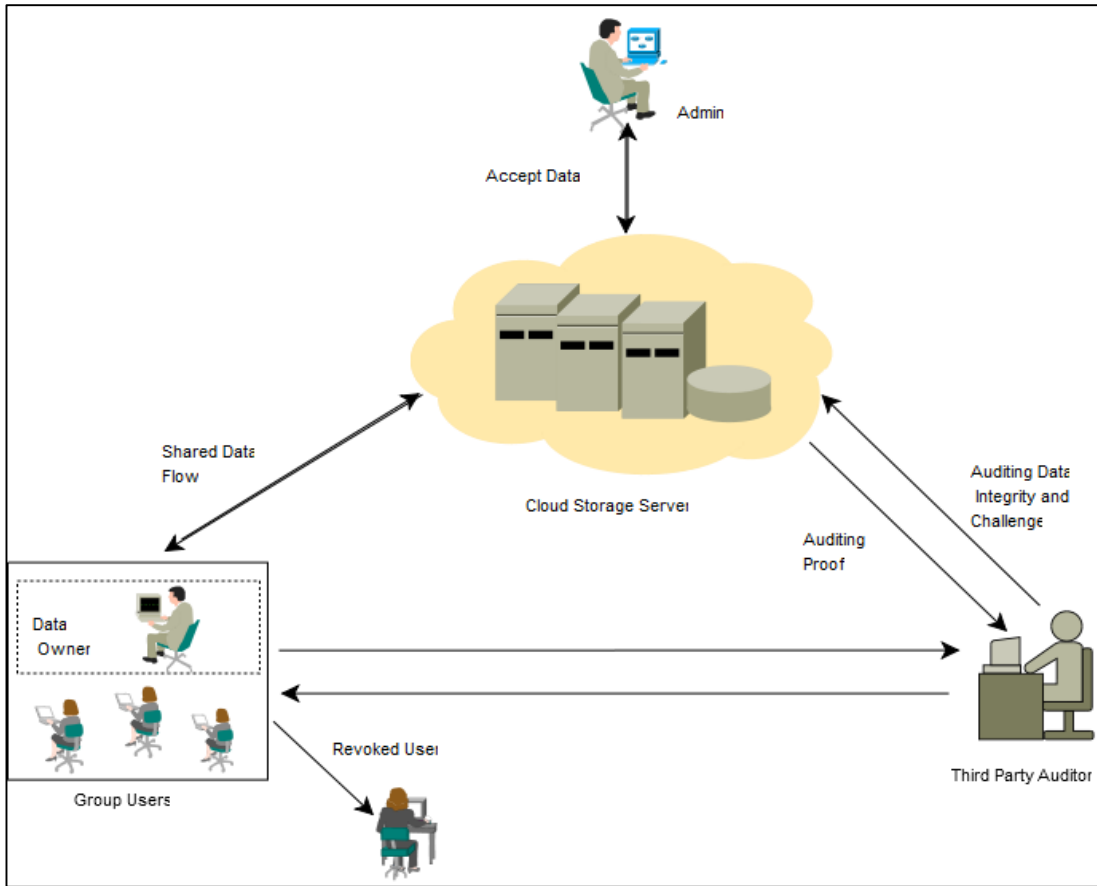 Admin
Accept Data
Shared Data
Flow
Cloud Storage Server
Auditing Data
Integrity and
Challenge
Auditing
Proof
Data
Owner
Revoked User
Group Users
Third Party Auditor